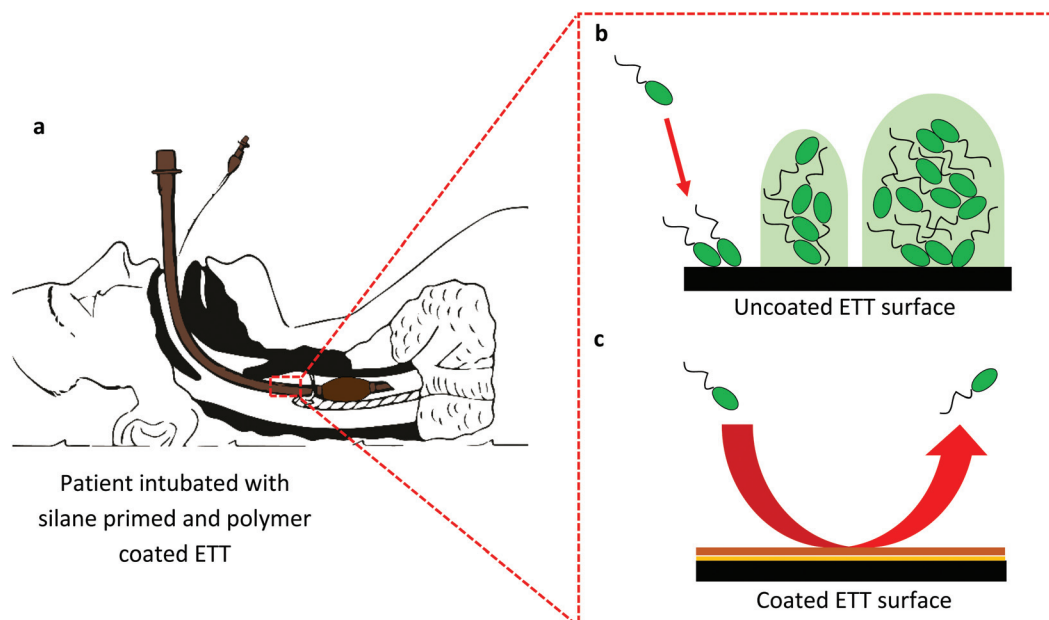 a
Patient intubated with
silane primed and polymer
coated ETT
b
Uncoated ETT surface
c
Coated ETT surface